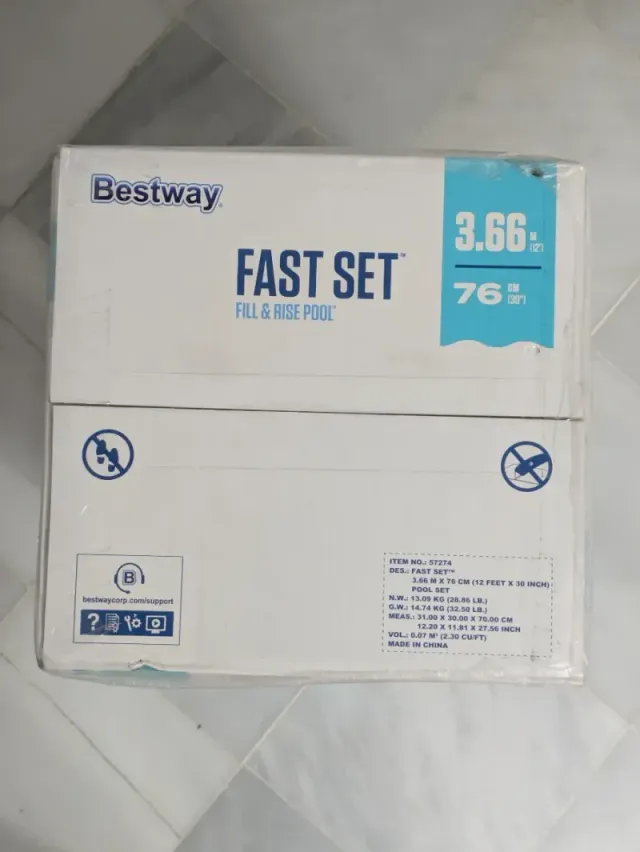 Bestway
FAST SET™
FILL & RISE POOL™
3.66 M (12')
76 CM (30")
B
bestwaycorp.com/support
?
ITEM NO.: 57274
DES.: FAST SET™
3.66 M X 76 CM (12 FEET X 30 INCH)
POOL SET
N.W.: 13.09 KG (28.86 LB.)
G.W.: 14.74 KG (32.50 LB.)
MEAS.: 31.00 X 30.00 X 70.00 CM
12.20 X 11.81 X 27.56 INCH
VOL.: 0.07 M³ (2.30 CU/FT)
MADE IN CHINA